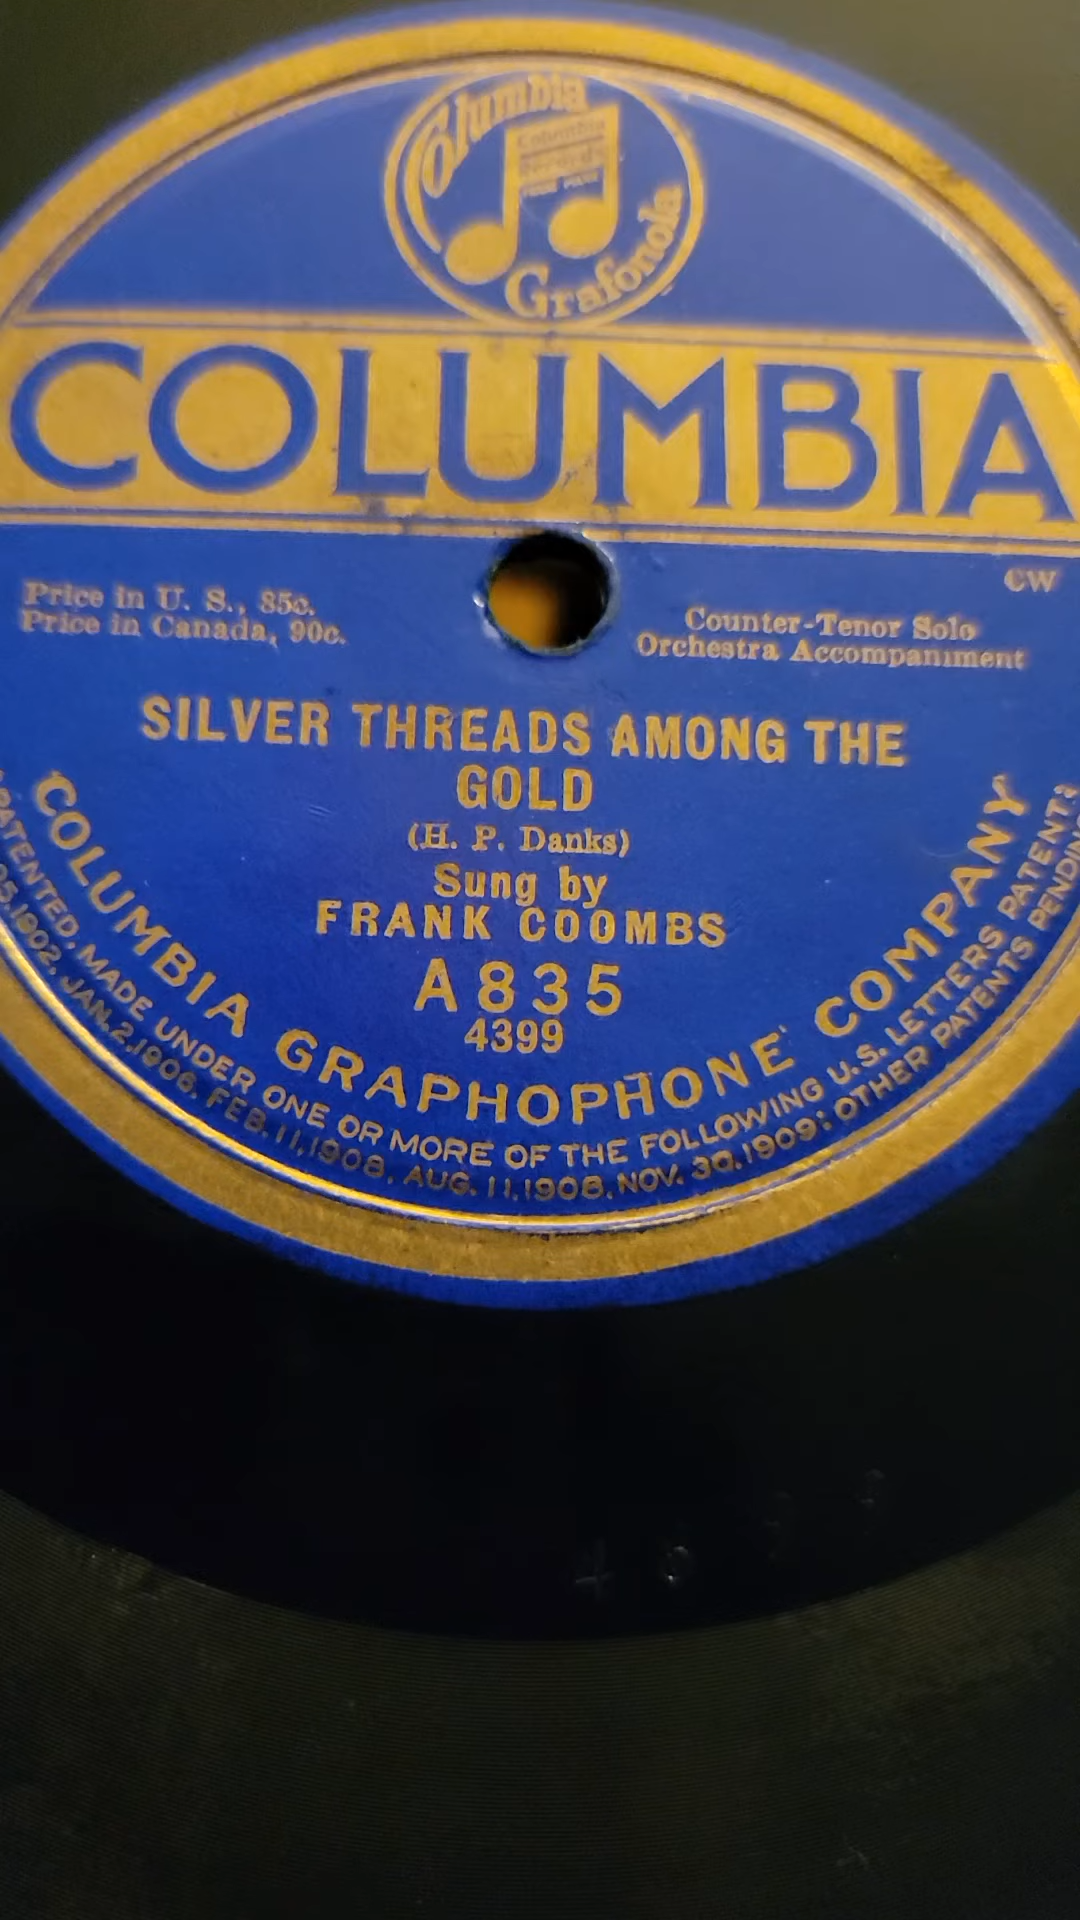 Columbia
Columbia
Records
Grafonola
COLUMBIA
CW
Price in U. S., 85c.
Price in Canada, 90c.
Counter-Tenor Solo
Orchestra Accompaniment
SILVER THREADS AMONG THE
GOLD
(H. P. Danks)
Sung by
FRANK COOMBS
A835
4399
COLUMBIA GRAPHOPHONE COMPANY
PATENTED, MADE UNDER ONE OR MORE OF THE FOLLOWING U.S. LETTERS PATENT:
1902, JAN. 2, 1906, FEB. 11, 1908, AUG. 11, 1908, NOV. 30, 1909; OTHER PATENTS PENDING